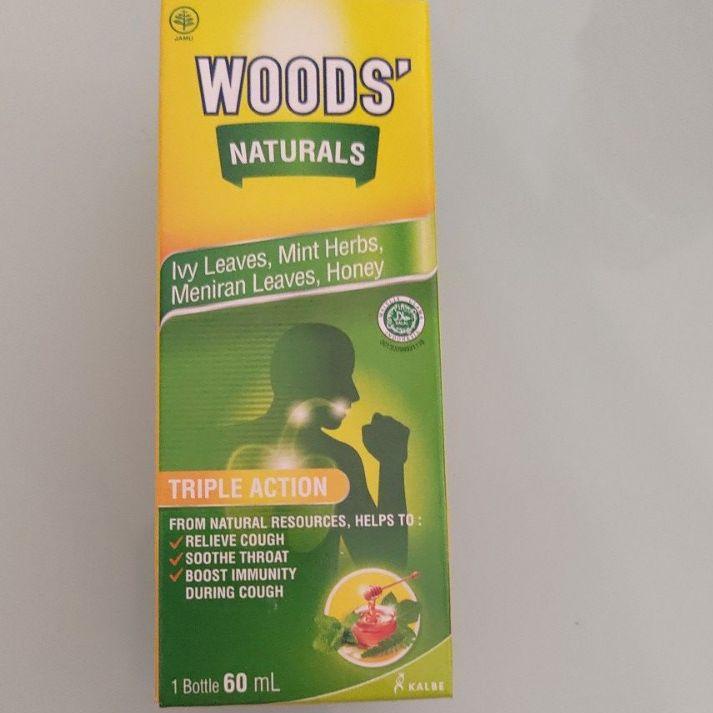 JAMU
WOODS'
NATURALS
Ivy Leaves, Mint Herbs,
Meniran Leaves, Honey
TRIPLE ACTION
FROM NATURAL RESOURCES, HELPS TO :
RELIEVE COUGH
SOOTHE THROAT
BOOST IMMUNITY
DURING COUGH
1 Bottle 60 mL
KALBE